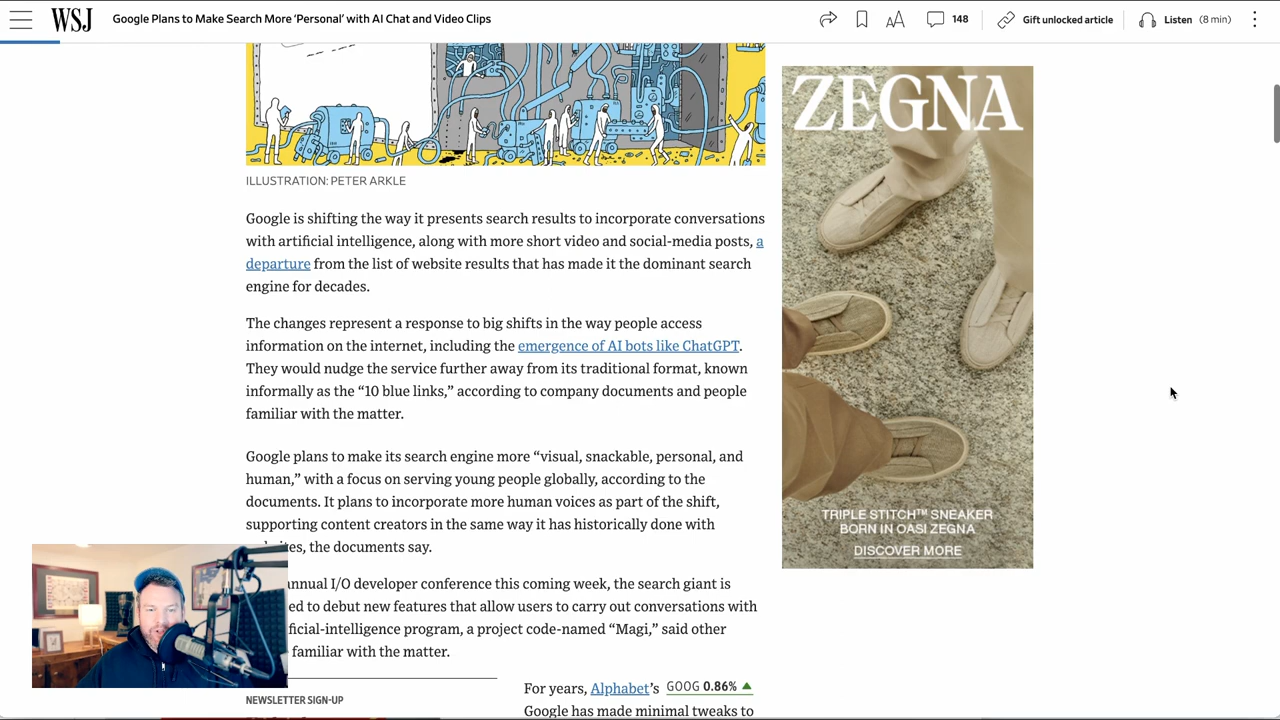 WSJ
Google Plans to Make Search More ‘Personal’ with AI Chat and Video Clips
148
Gift unlocked article
Listen (8 min)
ILLUSTRATION: PETER ARKLE
Google is shifting the way it presents search results to incorporate conversations
with artificial intelligence, along with more short video and social-media posts, a
departure from the list of website results that has made it the dominant search
engine for decades.
The changes represent a response to big shifts in the way people access
information on the internet, including the emergence of AI bots like ChatGPT.
They would nudge the service further away from its traditional format, known
informally as the “10 blue links,” according to company documents and people
familiar with the matter.
Google plans to make its search engine more “visual, snackable, personal, and
human,” with a focus on serving young people globally, according to the
documents. It plans to incorporate more human voices as part of the shift,
supporting content creators in the same way it has historically done with
the documents say.
annual I/O developer conference this coming week, the search giant is
to debut new features that allow users to carry out conversations with
program, a project code-named “Magi,” said other
familiar with the matter.
NEWSLETTER SIGN-UP
For years, Alphabet’s GOOG 0.86%
Google has made minimal tweaks to
ZEGNA
TRIPLE STITCH™ SNEAKER
BORN IN OASI ZEGNA
DISCOVER MORE